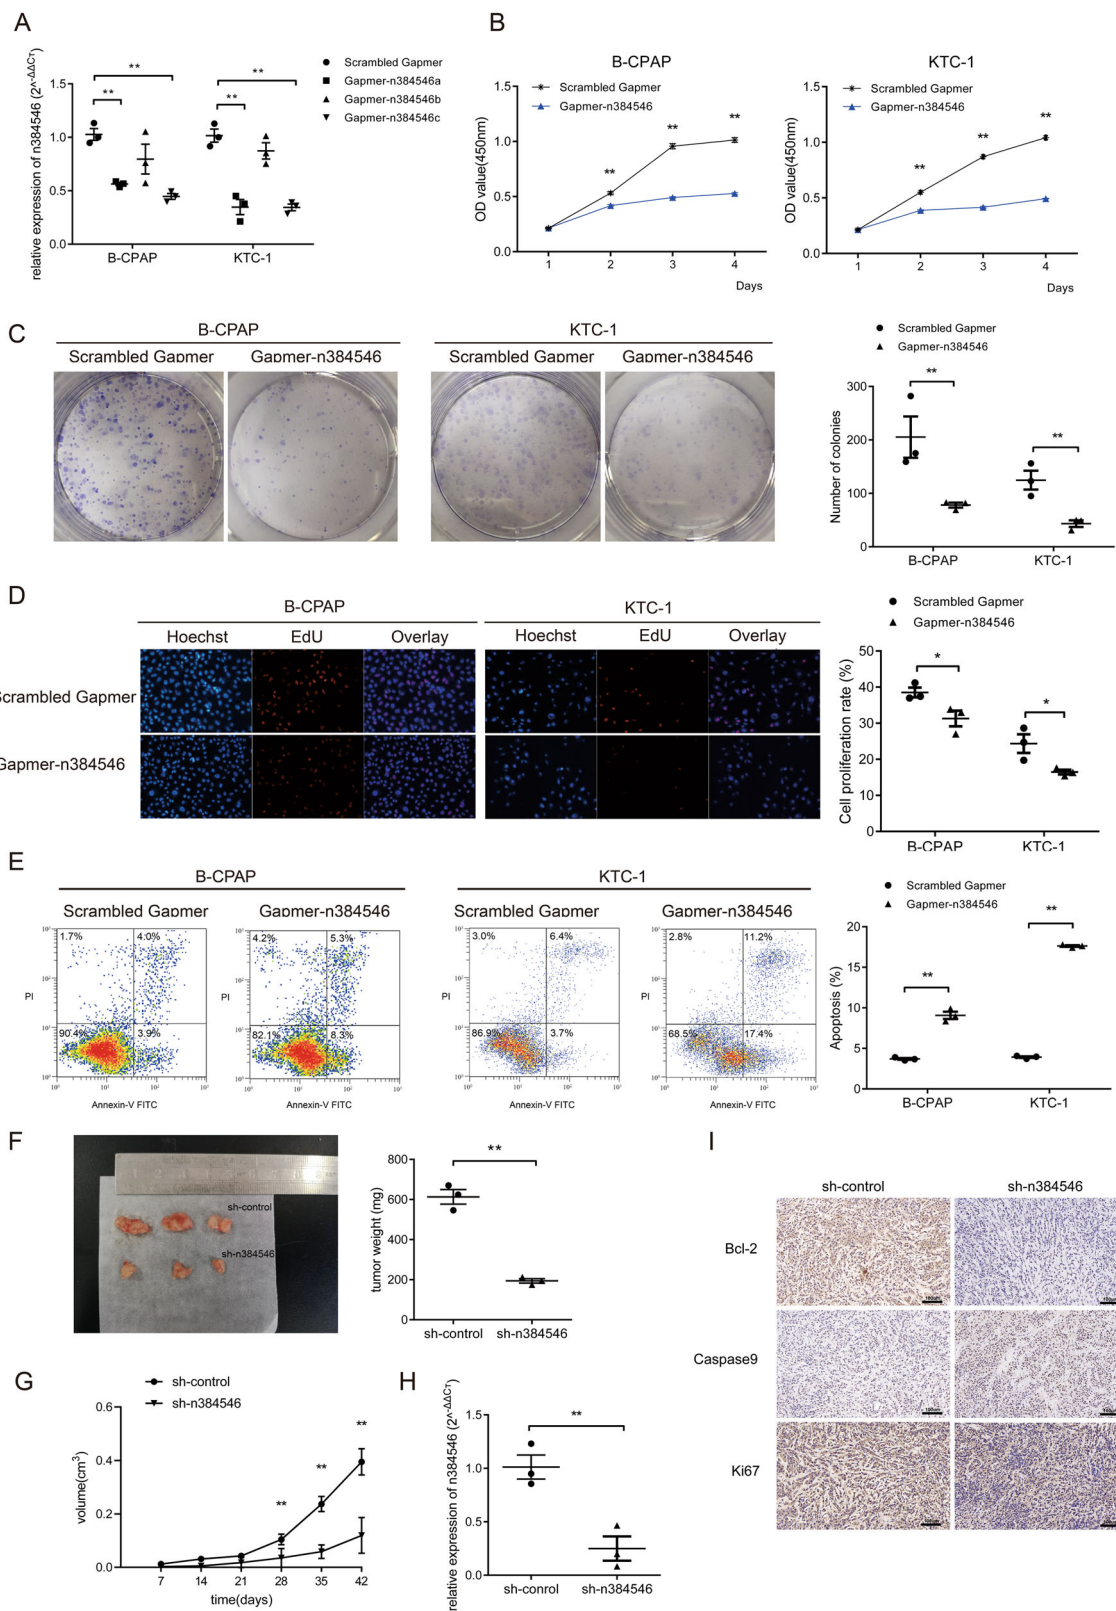 A
relative expression of n384546 (2^-ΔΔCT)
1.5
1.0
0.5
0.0
** ** ** **
B-CPAP KTC-1
Scrambled Gapmer
Gapmer-n384546a
Gapmer-n384546b
Gapmer-n384546c
B
B-CPAP
Scrambled Gapmer
Gapmer-n384546
OD value(450nm)
1.5
1.0
0.5
0.0
** ** **
1 2 3 4
Days
KTC-1
Scrambled Gapmer
Gapmer-n384546
OD value(450nm)
1.5
1.0
0.5
0.0
** ** **
1 2 3 4
Days
C
B-CPAP KTC-1
Scrambled Gapmer Gapmer-n384546 Scrambled Gapmer Gapmer-n384546
Scrambled Gapmer
Gapmer-n384546
Number of colonies
300
200
100
0
** **
B-CPAP KTC-1
D
B-CPAP KTC-1
Hoechst EdU Overlay Hoechst EdU Overlay
Scrambled Gapmer
Gapmer-n384546
Scrambled Gapmer
Gapmer-n384546
Cell proliferation rate (%)
50
40
30
20
10
0
* *
B-CPAP KTC-1
E
B-CPAP KTC-1
Scrambled Gapmer Gapmer-n384546 Scrambled Gapmer Gapmer-n384546
1.7% 4.0%
90.4% 3.9%
PI
Annexin-V FITC
4.2% 5.3%
82.1% 8.3%
PI
Annexin-V FITC
3.0% 6.4%
86.9% 3.7%
PI
Annexin-V FITC
2.8% 11.2%
68.5% 17.4%
PI
Annexin-V FITC
Scrambled Gapmer
Gapmer-n384546
Apoptosis (%)
20
15
10
5
0
** **
B-CPAP KTC-1
F
sh-control
sh-n384546
tumor weight (mg)
800
600
400
200
0
**
sh-control sh-n384546
G
sh-control
sh-n384546
volume(cm3)
0.6
0.4
0.2
0.0
** ** **
7 14 21 28 35 42
time(days)
H
relative expression of n384546 (2^-ΔΔCT)
1.5
1.0
0.5
0.0
**
sh-conrol sh-n384546
I
sh-control sh-n384546
Bcl-2
Caspase9
Ki67
100μm